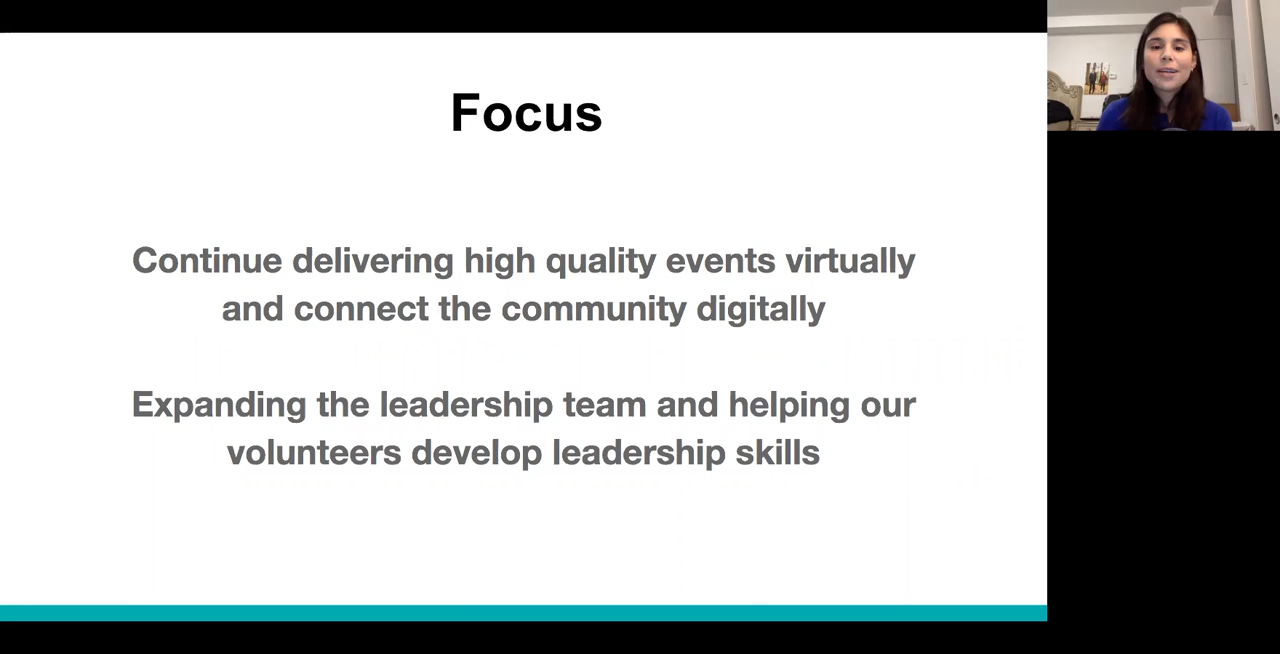 Focus
Continue delivering high quality events virtually
and connect the community digitally
Expanding the leadership team and helping our
volunteers develop leadership skills